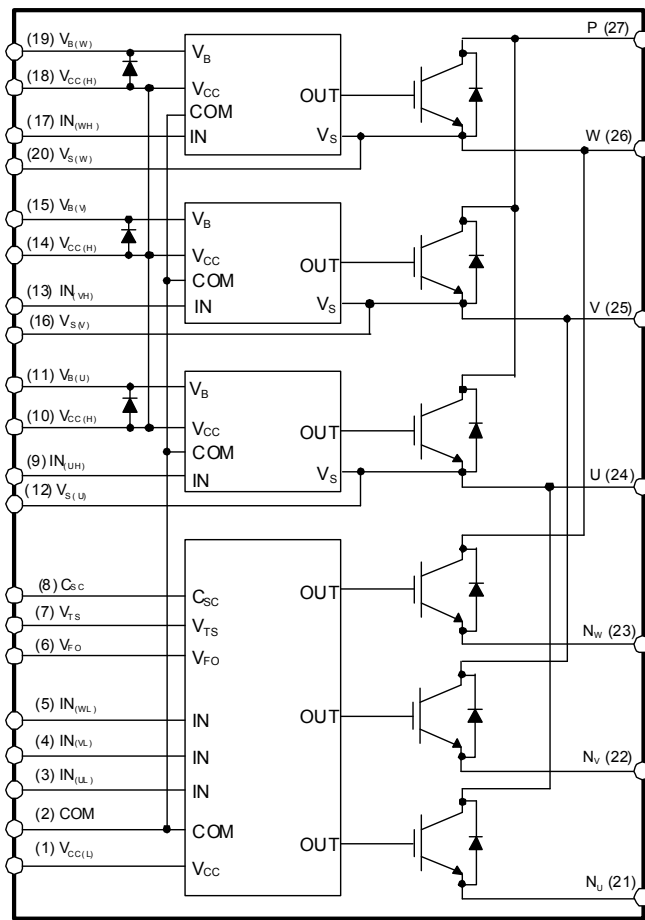 (19) VB(W)
VB
P (27)
(18) VCC(H)
VCC
OUT
COM
(17) IN(WH)
IN
VS
W (26)
(20) VS(W)
(15) VB(V)
VB
(14) VCC(H)
VCC
OUT
COM
(13) IN(VH)
IN
VS
V (25)
(16) VS(V)
(11) VB(U)
VB
(10) VCC(H)
VCC
OUT
COM
(9) IN(UH)
IN
VS
U (24)
(12) VS(U)
(8) CSC
CSC
OUT
(7) VTS
VTS
NW (23)
(6) VFO
VFO
(5) IN(WL)
IN
OUT
(4) IN(VL)
IN
NV (22)
(3) IN(UL)
IN
(2) COM
COM
OUT
(1) VCC(L)
VCC
NU (21)